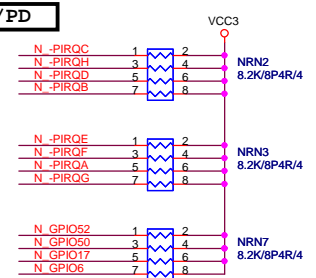 /PD
VCC3
N_-PIRQC 1 2
N_-PIRQH 3 4 NRN2
N_-PIRQD 5 6 8.2K/8P4R/4
N_-PIRQB 7 8
N_-PIRQE 1 2
N_-PIRQF 3 4 NRN3
N_-PIRQA 5 6 8.2K/8P4R/4
N_-PIRQG 7 8
N_GPIO52 1 2
N_GPIO50 3 4 NRN7
N_GPIO17 5 6 8.2K/8P4R/4
N_GPIO6 7 8